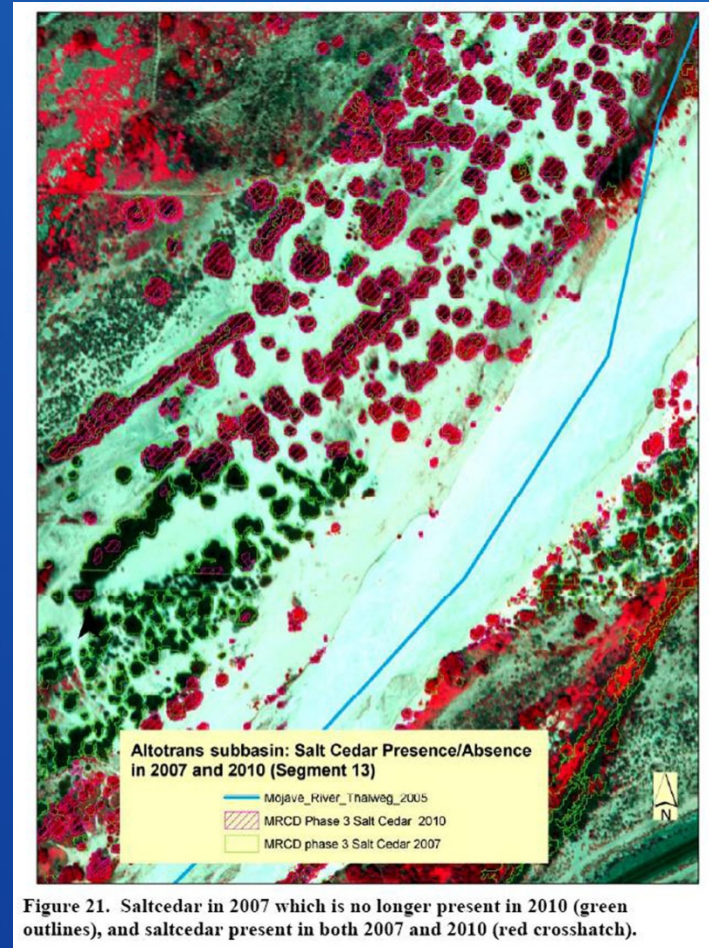 Altotrans subbasin: Salt Cedar Presence/Absence
in 2007 and 2010 (Segment 13)
Mojave_River_Thalweg_2005
MRCD Phase 3 Salt Cedar 2010
MRCD phase 3 Salt Cedar 2007
N
Figure 21. Saltcedar in 2007 which is no longer present in 2010 (green
outlines), and saltcedar present in both 2007 and 2010 (red crosshatch).